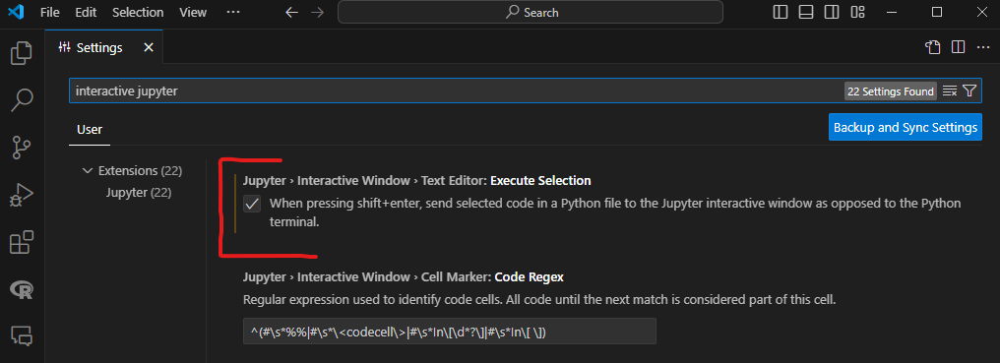 File Edit Selection View ··· Search
Settings
interactive jupyter 22 Settings Found
User Backup and Sync Settings
Extensions (22)
Jupyter (22)
Jupyter › Interactive Window › Text Editor: Execute Selection
When pressing shift+enter, send selected code in a Python file to the Jupyter interactive window as opposed to the Python
terminal.
Jupyter › Interactive Window › Cell Marker: Code Regex
Regular expression used to identify code cells. All code until the next match is considered part of this cell.
^(#\s*%%|#\s*\<codecell\>|#\s*In\[\d*?\]|#\s*In\[ \])